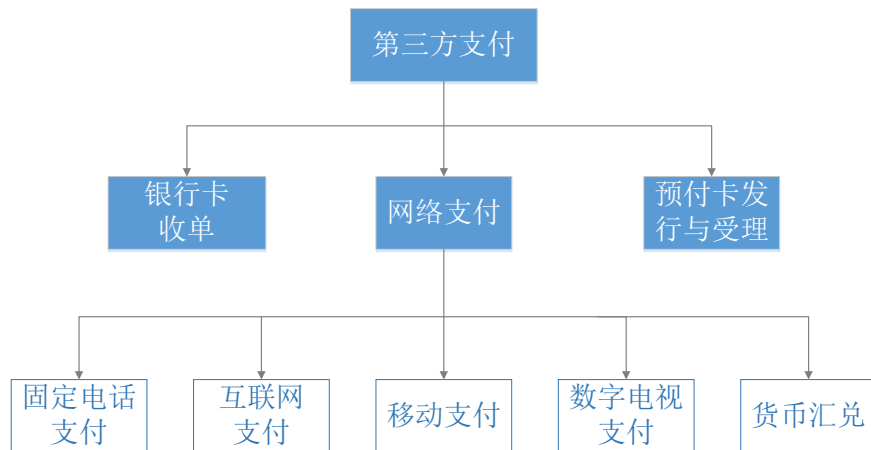 第三方支付
银行卡
收单
网络支付
预付卡发
行与受理
固定电话
支付
互联网
支付
移动支付
数字电视
支付
货币汇兑